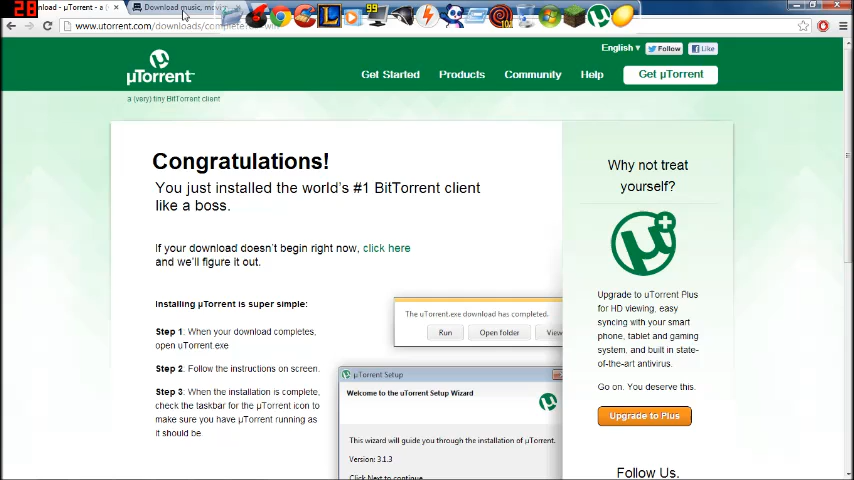 28
nload - µTorrent - a (
Download music, movi
99
www.utorrent.com/downloads/complete
English
Follow
Like
µTorrent
Get Started
Products
Community
Help
Get µTorrent
a (very) tiny BitTorrent client
Congratulations!
You just installed the world's #1 BitTorrent client
like a boss.
If your download doesn't begin right now, click here
and we'll figure it out.
Installing µTorrent is super simple:
Step 1: When your download completes,
open uTorrent.exe
Step 2: Follow the instructions on screen.
Step 3: When the installation is complete,
check the taskbar for the µTorrent icon to
make sure you have µTorrent running as
it should be
The uTorrent.exe download has completed.
Run
Open folder
View
µTorrent Setup
Welcome to the uTorrent Setup Wizard
This wizard will guide you through the installation of µTorrent.
Version: 3.1.3
Click Next to continue
Why not treat
yourself?
Upgrade to uTorrent Plus
for HD viewing, easy
syncing with your smart
phone, tablet and gaming
system, and built in state-
of-the-art antivirus.
Go on. You deserve this.
Upgrade to Plus
Follow Us.